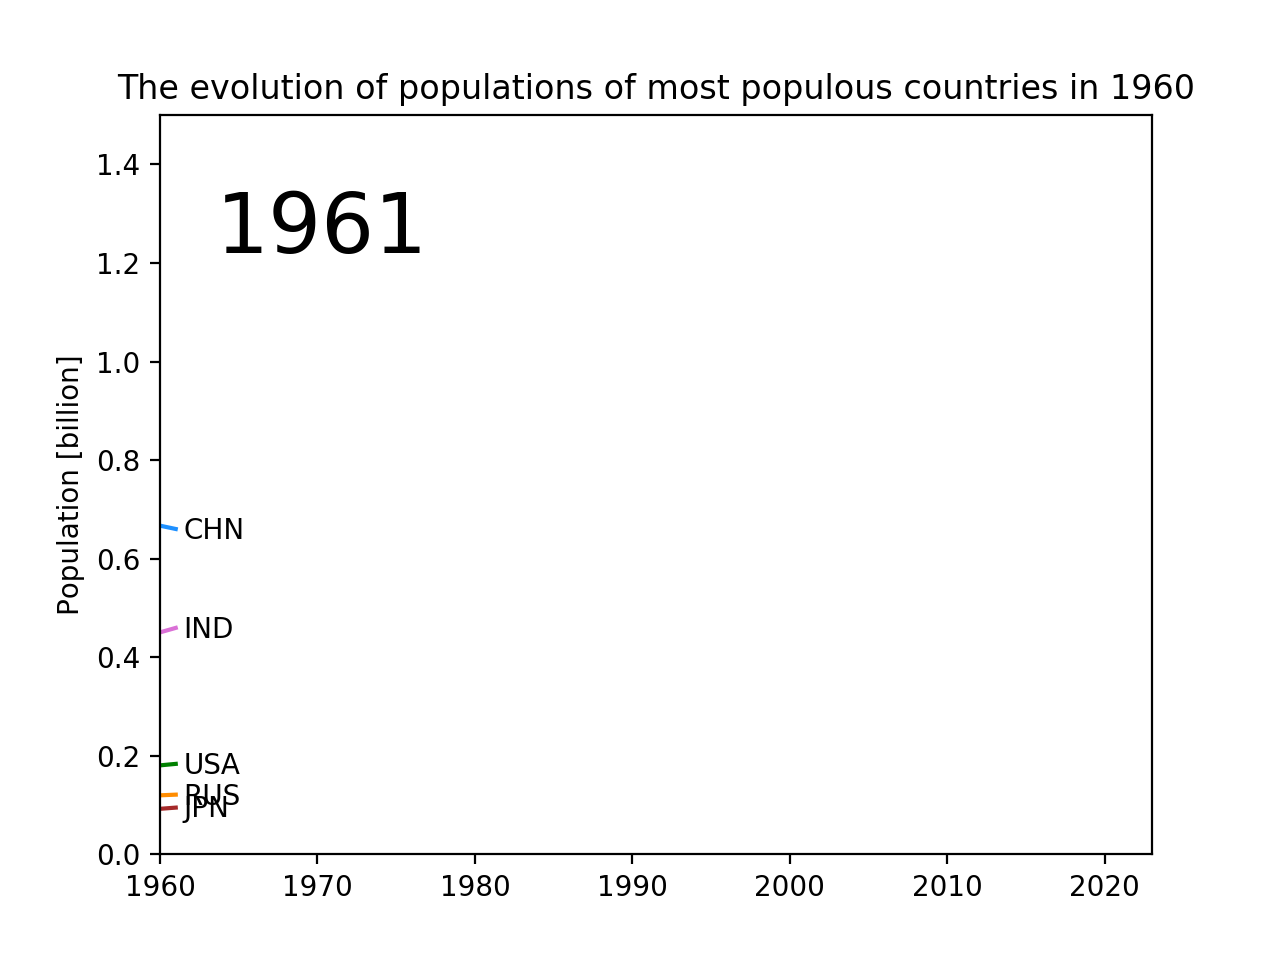 The evolution of populations of most populous countries in 1960
1961
Population [billion]
1.4
1.2
1.0
0.8
0.6
0.4
0.2
0.0
CHN
IND
USA
RUS
JPN
1960 1970 1980 1990 2000 2010 2020